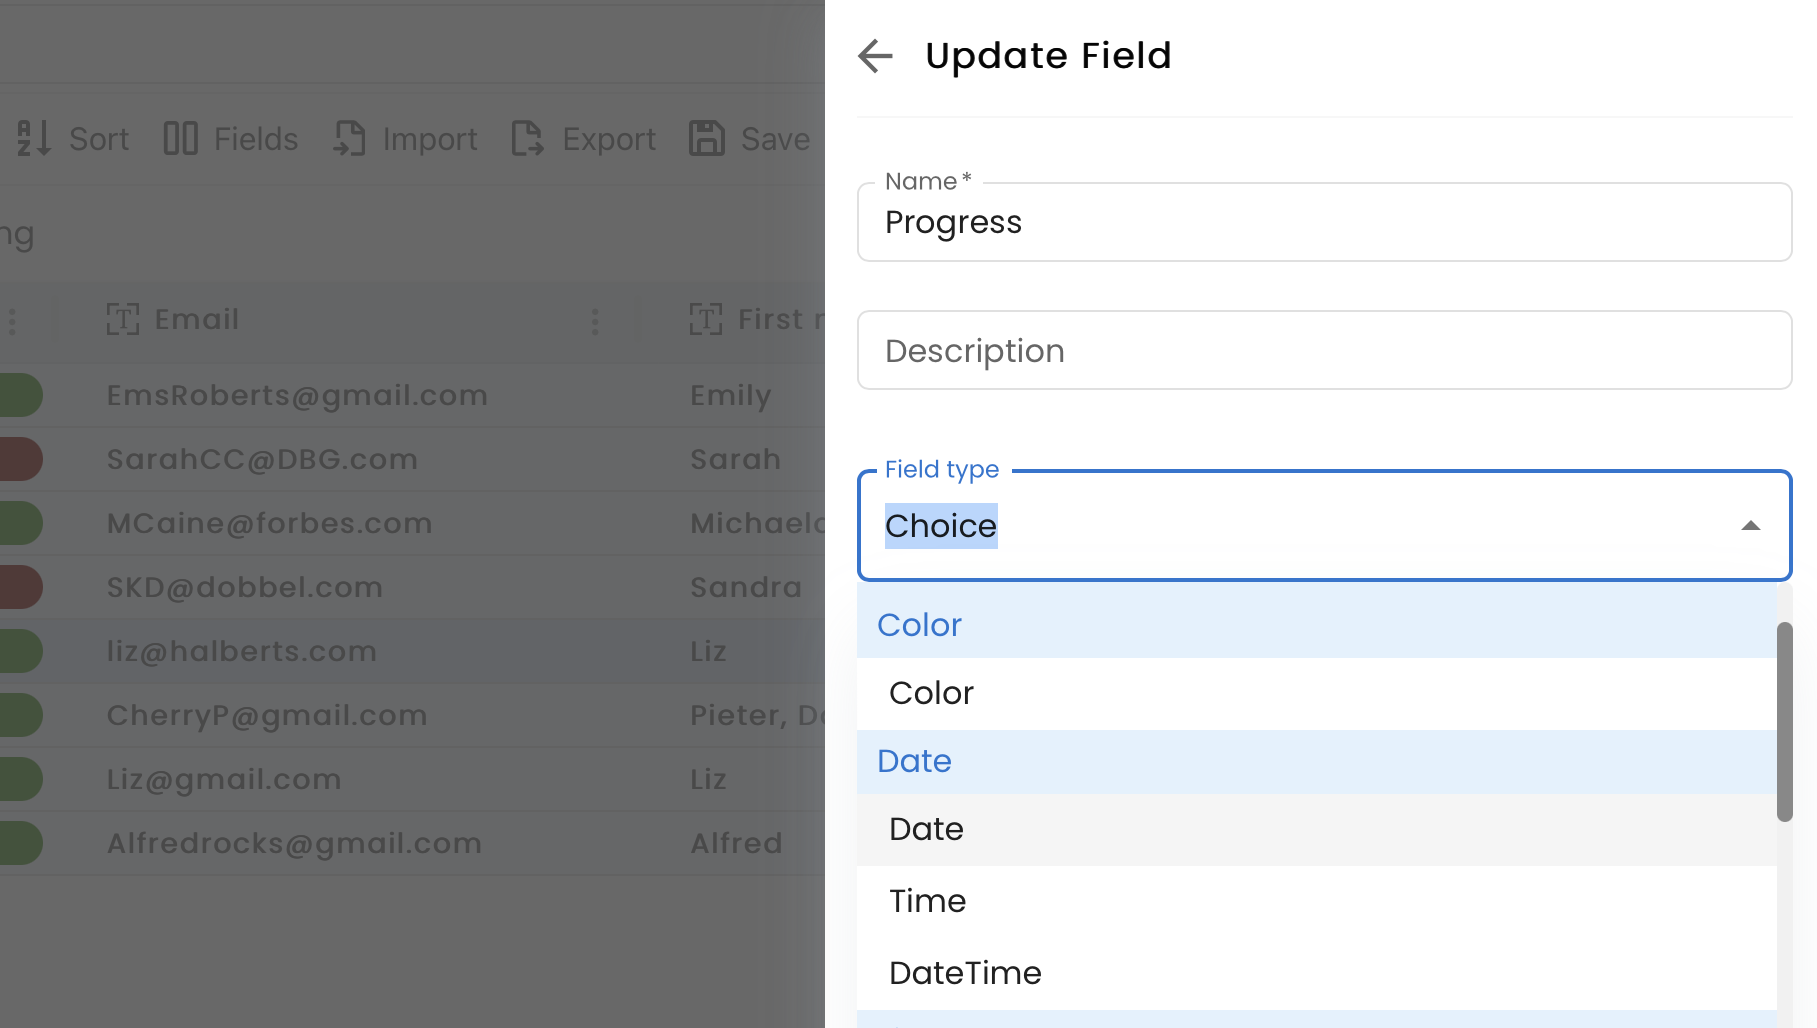 Update Field
Sort Fields Import Export Save
Name*
Progress
ng
Email First
Description
EmsRoberts@gmail.com Emily
SarahCC@DBG.com Sarah
Field type
Choice
MCaine@forbes.com
SKD@dobbel.com Sandra
Color
liz@halberts.com Liz
Color
CherryP@gmail.com Pieter,
Date
Liz@gmail.com Liz
Date
Alfredrocks@gmail.com Alfred
Time
DateTime